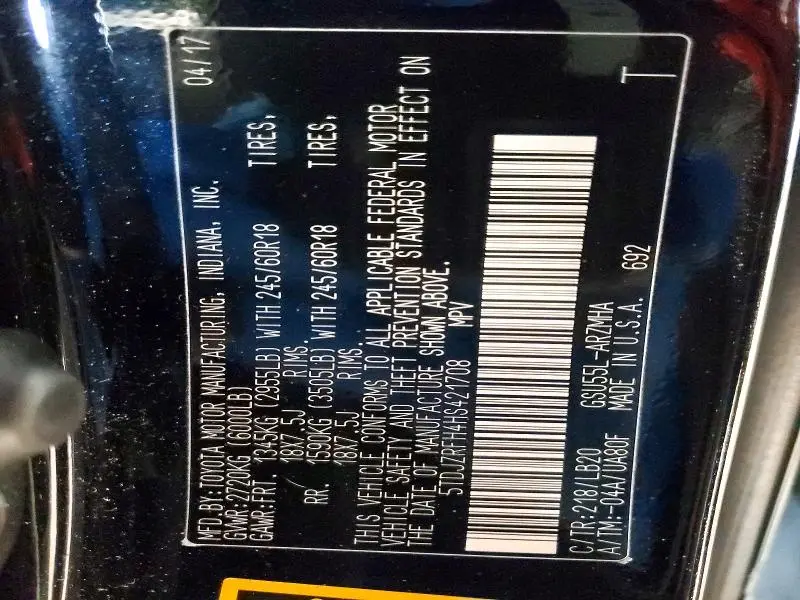 MFD.BY:TOYOTA MOTOR MANUFACTURING, INDIANA, INC. 04/17
GVWR:2720KG (6000LB)
GAWR:FRT. 1345KG (2955LB) WITH 245/60R18 TIRES,
18X7.5J RIMS.
RR. 1590KG (3505LB) WITH 245/60R18 TIRES,
18X7.5J RIMS.
THIS VEHICLE CONFORMS TO ALL APPLICABLE FEDERAL MOTOR
VEHICLE SAFETY AND THEFT PREVENTION STANDARDS IN EFFECT ON
THE DATE OF MANUFACTURE SHOWN ABOVE.
5TDJZRFH4HS421708 MPV
C/TR:218/LB20 GSU55L-ARZMHA
A/TM:-04A/UA80F MADE IN U.S.A. 692 T